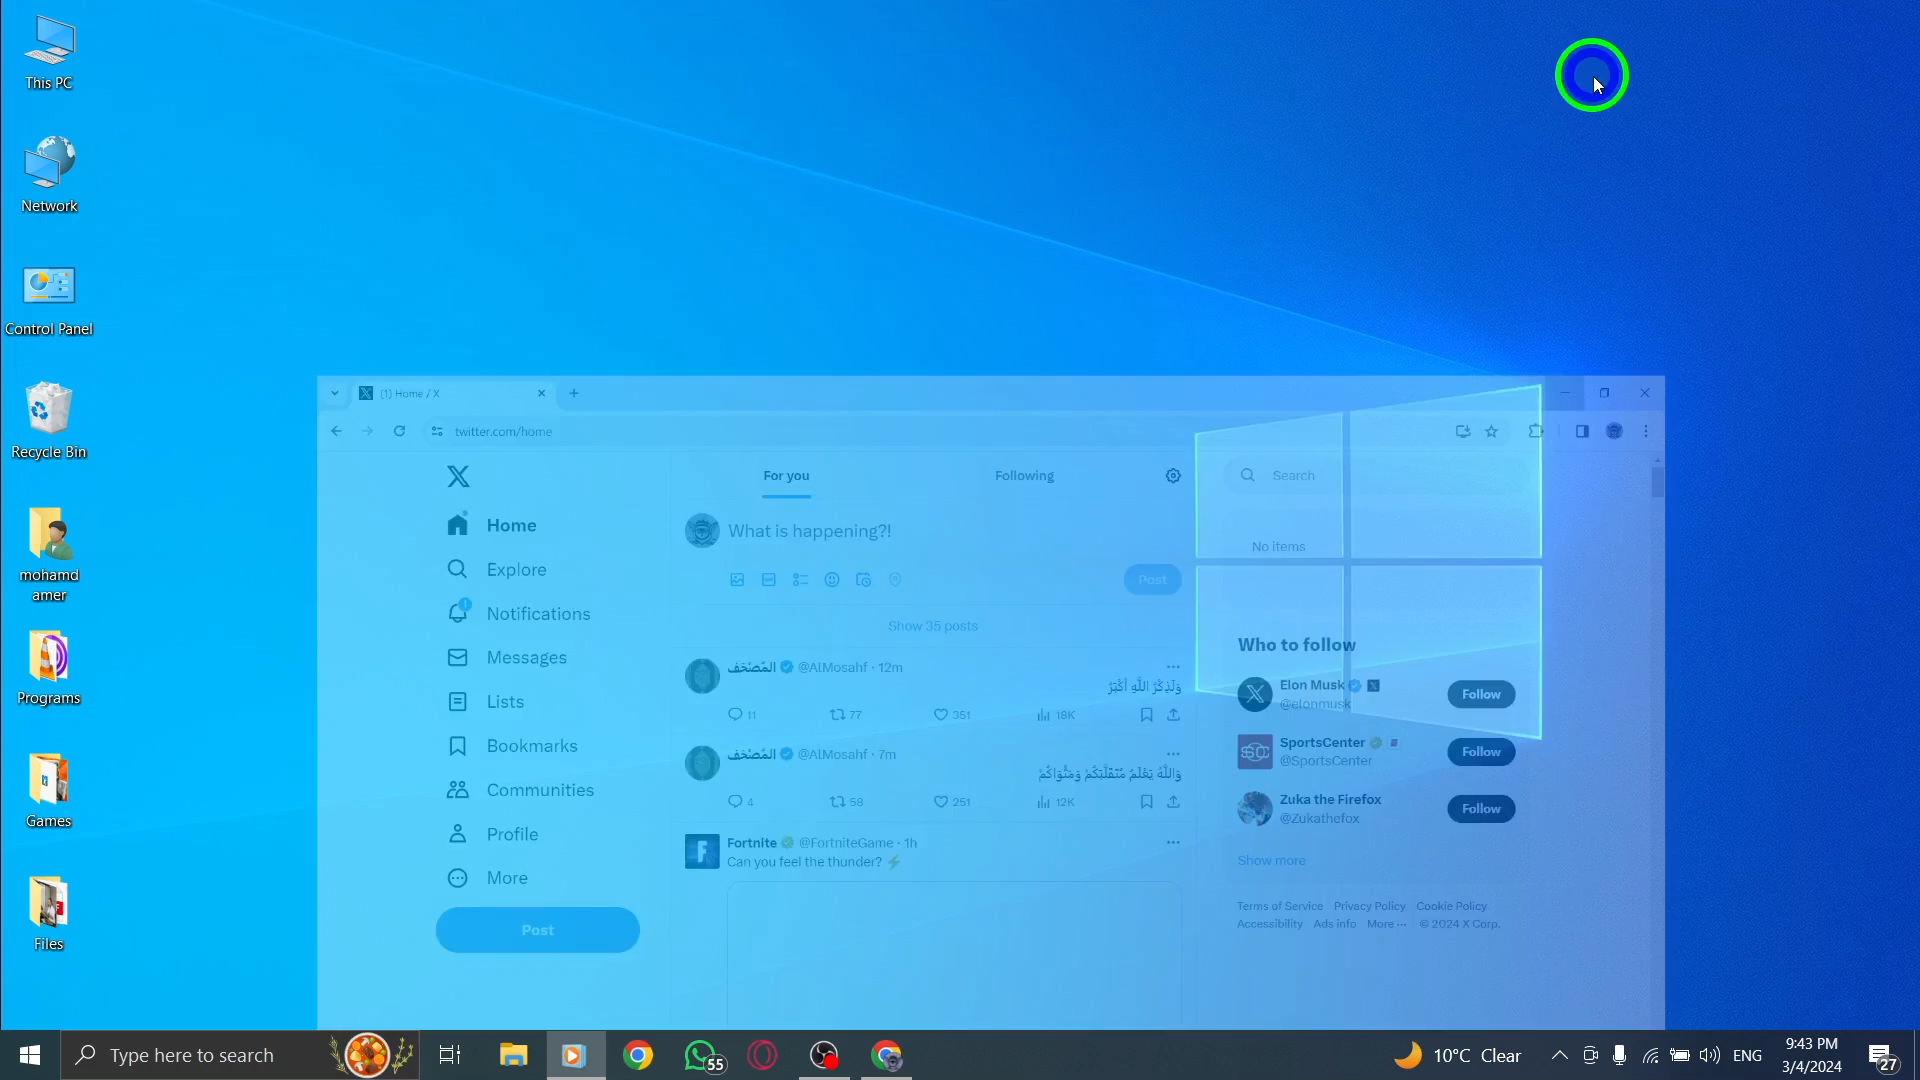 This PC
Network
Control Panel
Recycle Bin
mohamd
amer
Programs
Games
Files
(1) Home / X
twitter.com/home
Home
Explore
1
Notifications
Messages
Lists
Bookmarks
Communities
Profile
More
Post
For you
Following
What is happening?!
Post
Show 35 posts
المُصْحَف @AlMosahf · 12m
وَلَذِكْرُ اللَّهِ أَكْبَرُ
11 77 351 18K
المُصْحَف @AlMosahf · 7m
وَاللَّهُ يَعْلَمُ مُتَقَلَّبَكُمْ وَمَثْوَاكُمْ
4 58 251 12K
Fortnite @FortniteGame · 1h
Can you feel the thunder? ⚡
Search
No items
Who to follow
Elon Musk
@elonmusk
Follow
SportsCenter
@SportsCenter
Follow
Zuka the Firefox
@Zukathefox
Follow
Show more
Terms of Service Privacy Policy Cookie Policy
Accessibility Ads info More ··· © 2024 X Corp.
Type here to search
55
10°C Clear
ENG
9:43 PM
3/4/2024
27